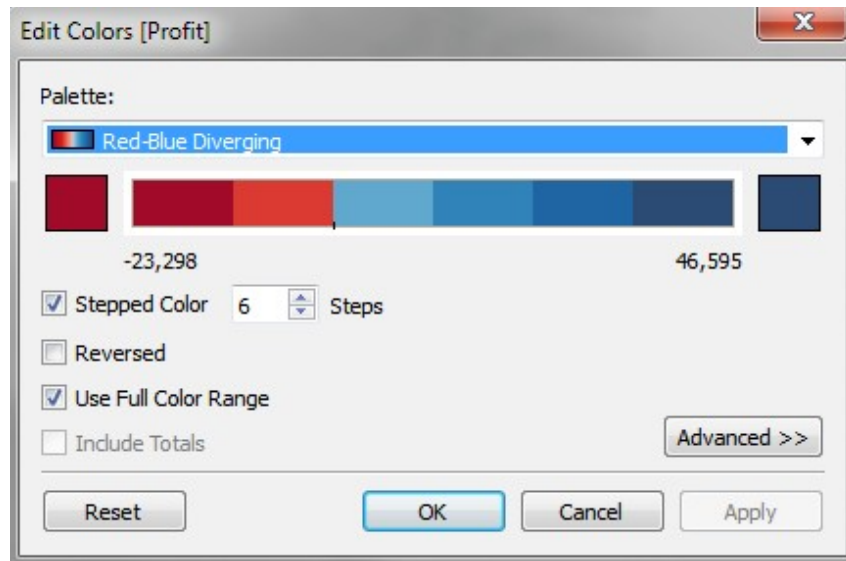 Edit Colors [Profit]
Palette:
Red-Blue Diverging
-23,298 46,595
Stepped Color 6 Steps
Reversed
Use Full Color Range
Include Totals
Advanced >>
Reset OK Cancel Apply